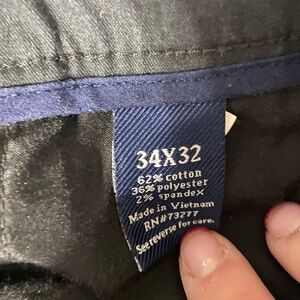 34X32
62% cotton
36% polyester
2% spandex
Made in Vietnam
RN#73277
See reverse for care.